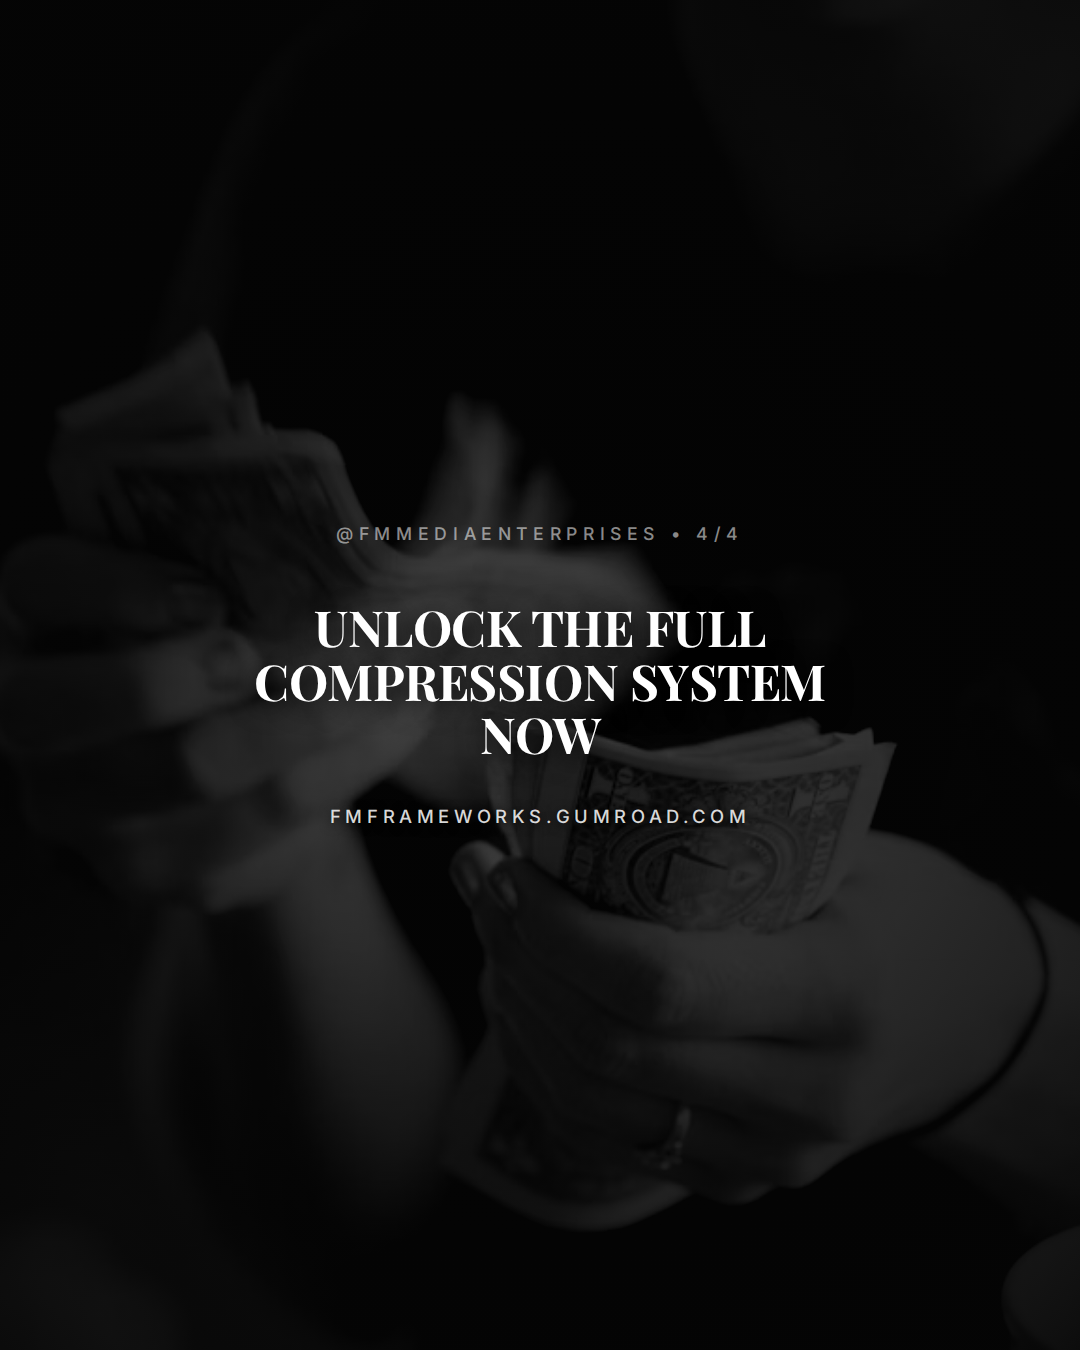 @FMMEDIAENTERPRISES • 4/4
UNLOCK THE FULL
COMPRESSION SYSTEM
NOW
FMFRAMEWORKS.GUMROAD.COM